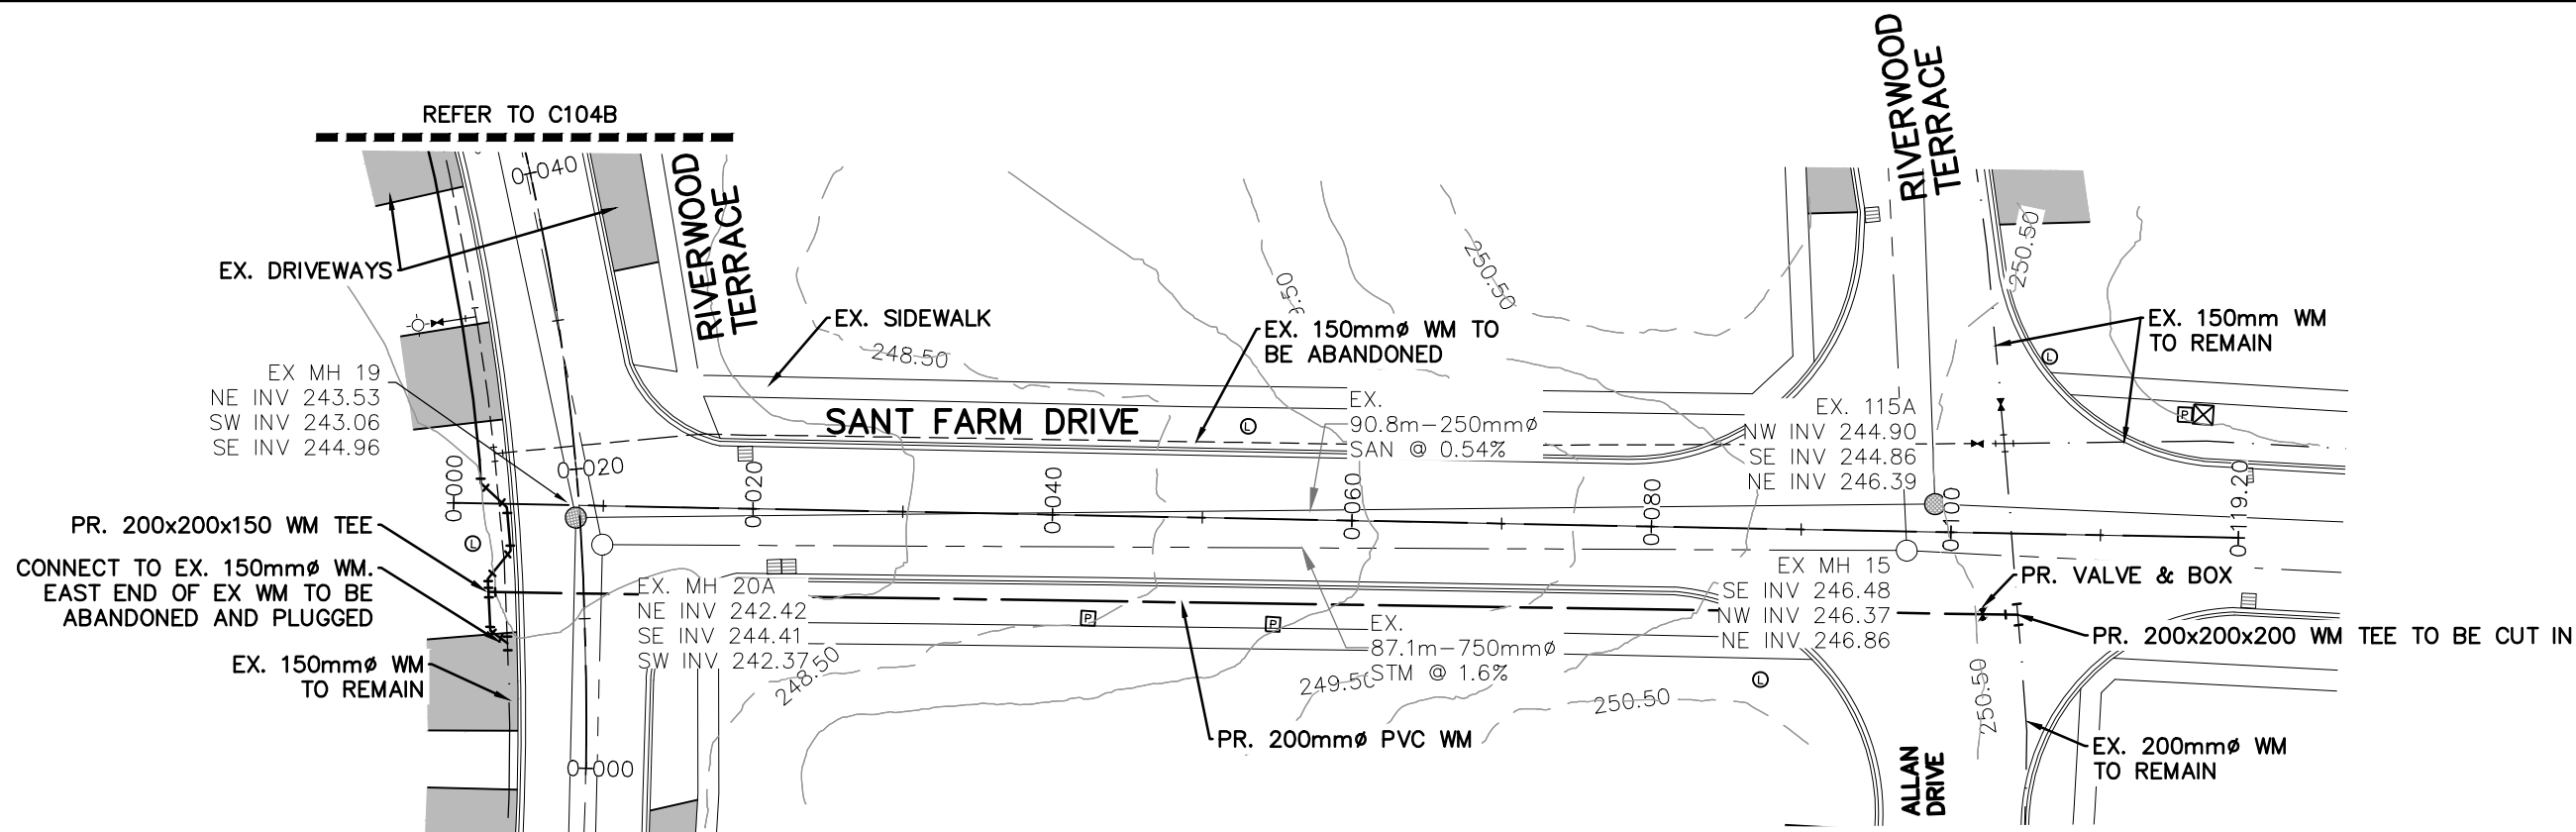 REFER TO C104B
RIVERWOOD
TERRACE
RIVERWOOD
TERRACE
0+040
EX. DRIVEWAYS
250.50
250.50
EX. SIDEWALK
EX. 150mmø WM TO
BE ABANDONED
EX. 150mm WM
TO REMAIN
248.50
EX MH 19
NE INV 243.53
SW INV 243.06
SE INV 244.96
SANT FARM DRIVE
L
EX.
90.8m-250mmø
SAN @ 0.54%
EX. 115A
NW INV 244.90
SE INV 244.86
NE INV 246.39
L
P
0+020
0+000
0+020
0+040
0+060
0+080
0+100
0+119.20
PR. 200x200x150 WM TEE
L
CONNECT TO EX. 150mmø WM.
EAST END OF EX WM TO BE
ABANDONED AND PLUGGED
EX. MH 20A
NE INV 242.42
SE INV 244.41
SW INV 242.37
P
P
EX MH 15
SE INV 246.48
NW INV 246.37
NE INV 246.86
PR. VALVE & BOX
PR. 200x200x200 WM TEE TO BE CUT IN
EX.
87.1m-750mmø
STM @ 1.6%
EX. 150mmø WM
TO REMAIN
248.50
249.50
250.50
L
250.50
PR. 200mmø PVC WM
EX. 200mmø WM
TO REMAIN
0+000
ALLAN
DRIVE